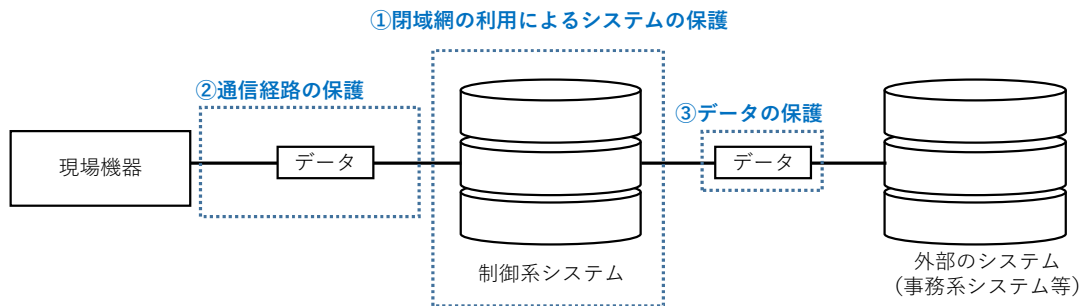 ①閉域網の利用によるシステムの保護
②通信経路の保護
③データの保護
現場機器
データ
データ
制御系システム
外部のシステム
(事務系システム等)